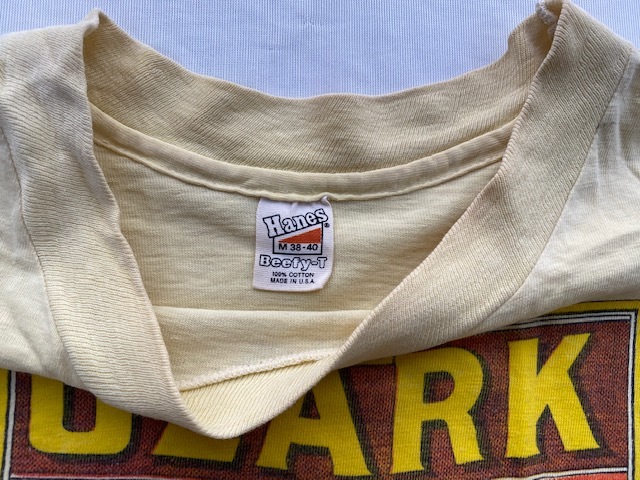 Hanes®
M 38-40
Beefy-T
100% COTTON
MADE IN U.S.A
OZARK